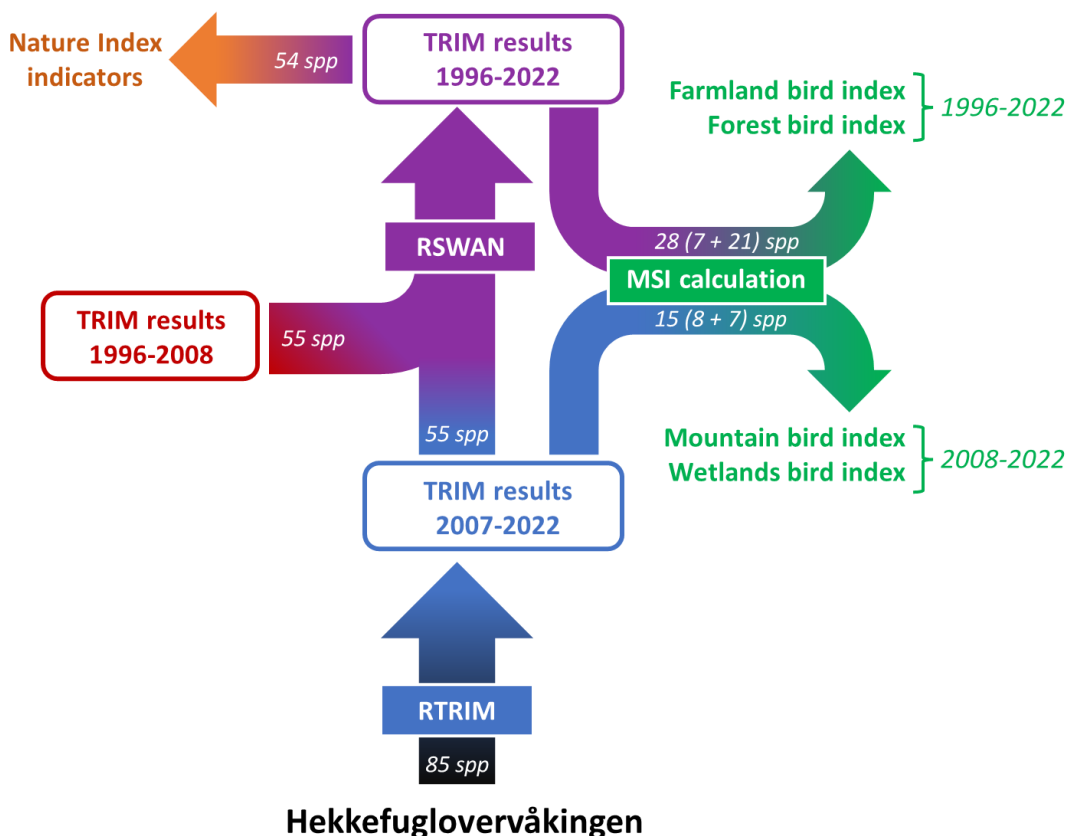 Nature Index
indicators
54 spp
TRIM results
1996-2022
Farmland bird index
Forest bird index
1996-2022
RSWAN
28 (7 + 21) spp
MSI calculation
15 (8 + 7) spp
TRIM results
1996-2008
55 spp
55 spp
Mountain bird index
Wetlands bird index
2008-2022
TRIM results
2007-2022
RTRIM
85 spp
Hekkefuglovervåkingen